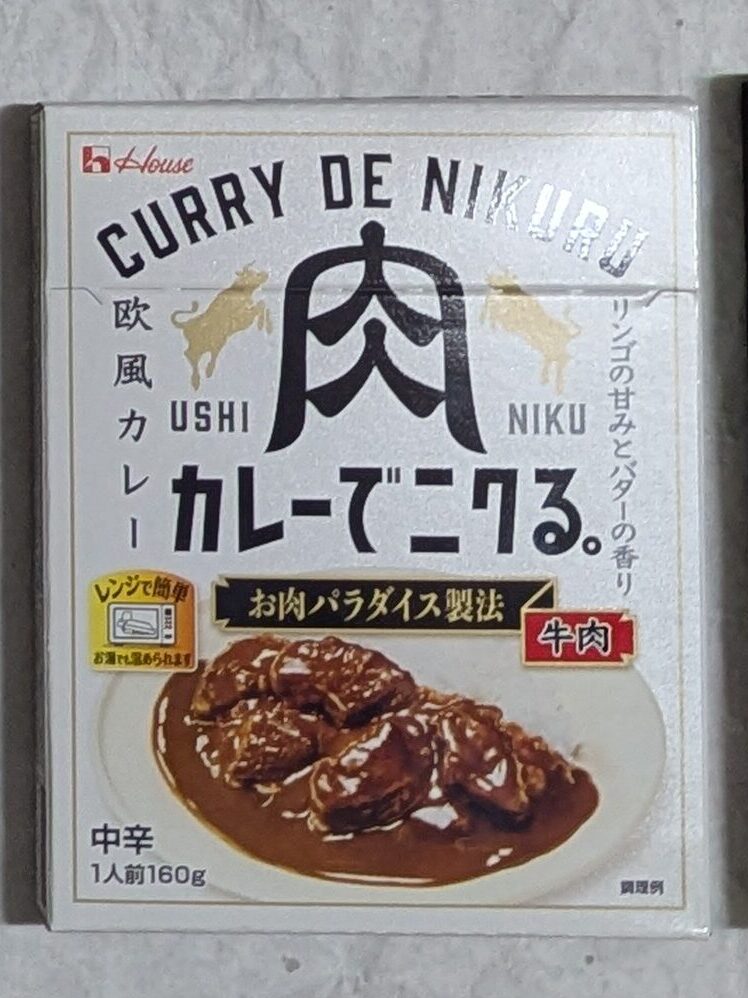 House
CURRY DE NIKURU
肉
欧風カレー
リンゴの甘みとバターの香り
USHI NIKU
カレーでニクる。
お肉パラダイス製法
牛肉
レンジで簡単
お湯でも温められます
中辛
1人前160g
調理例